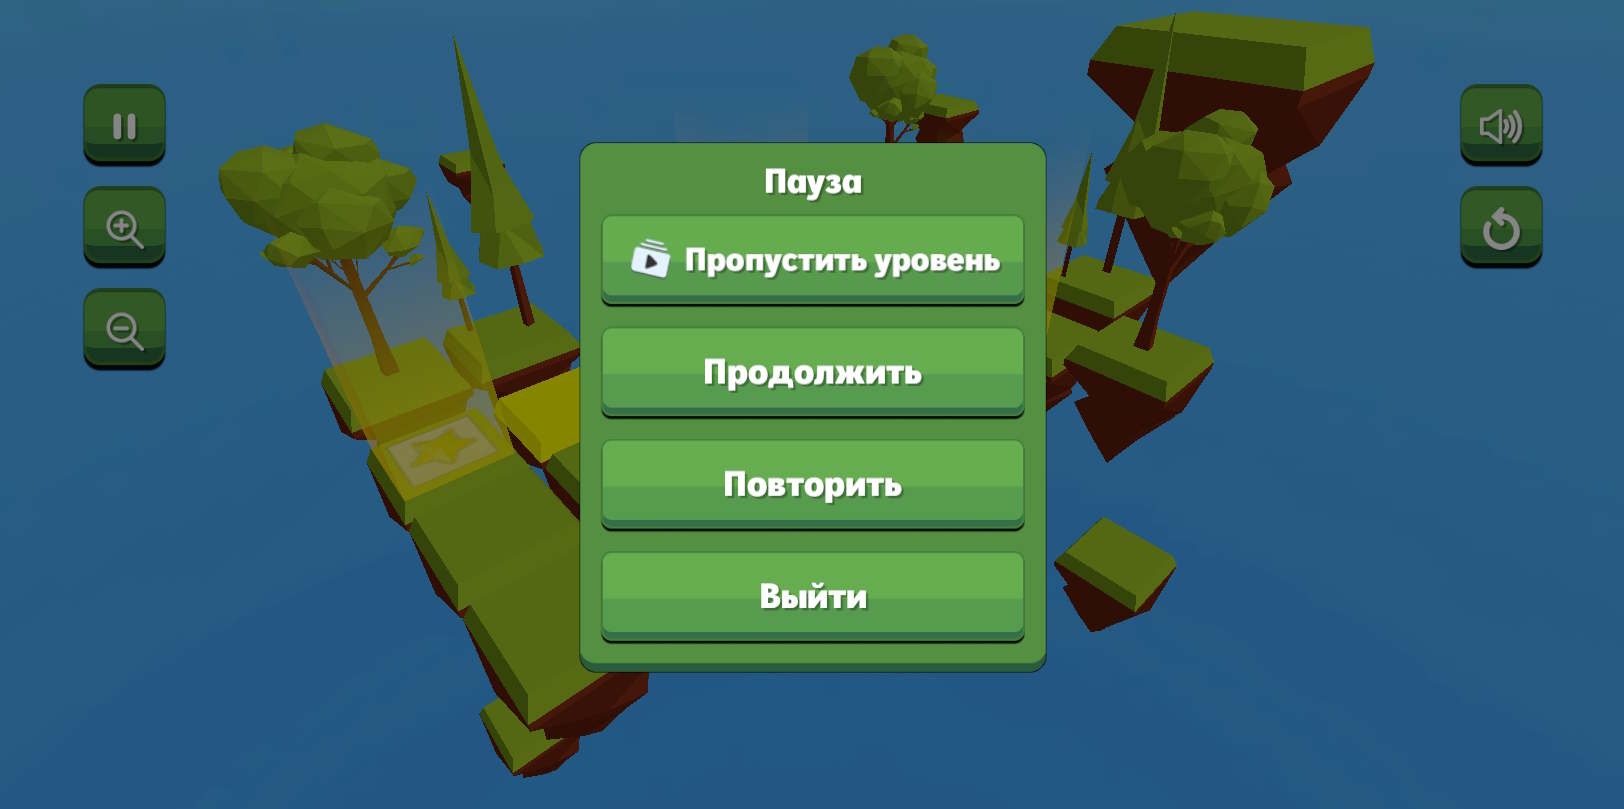 Пауза
Пропустить уровень
Продолжить
Повторить
Выйти